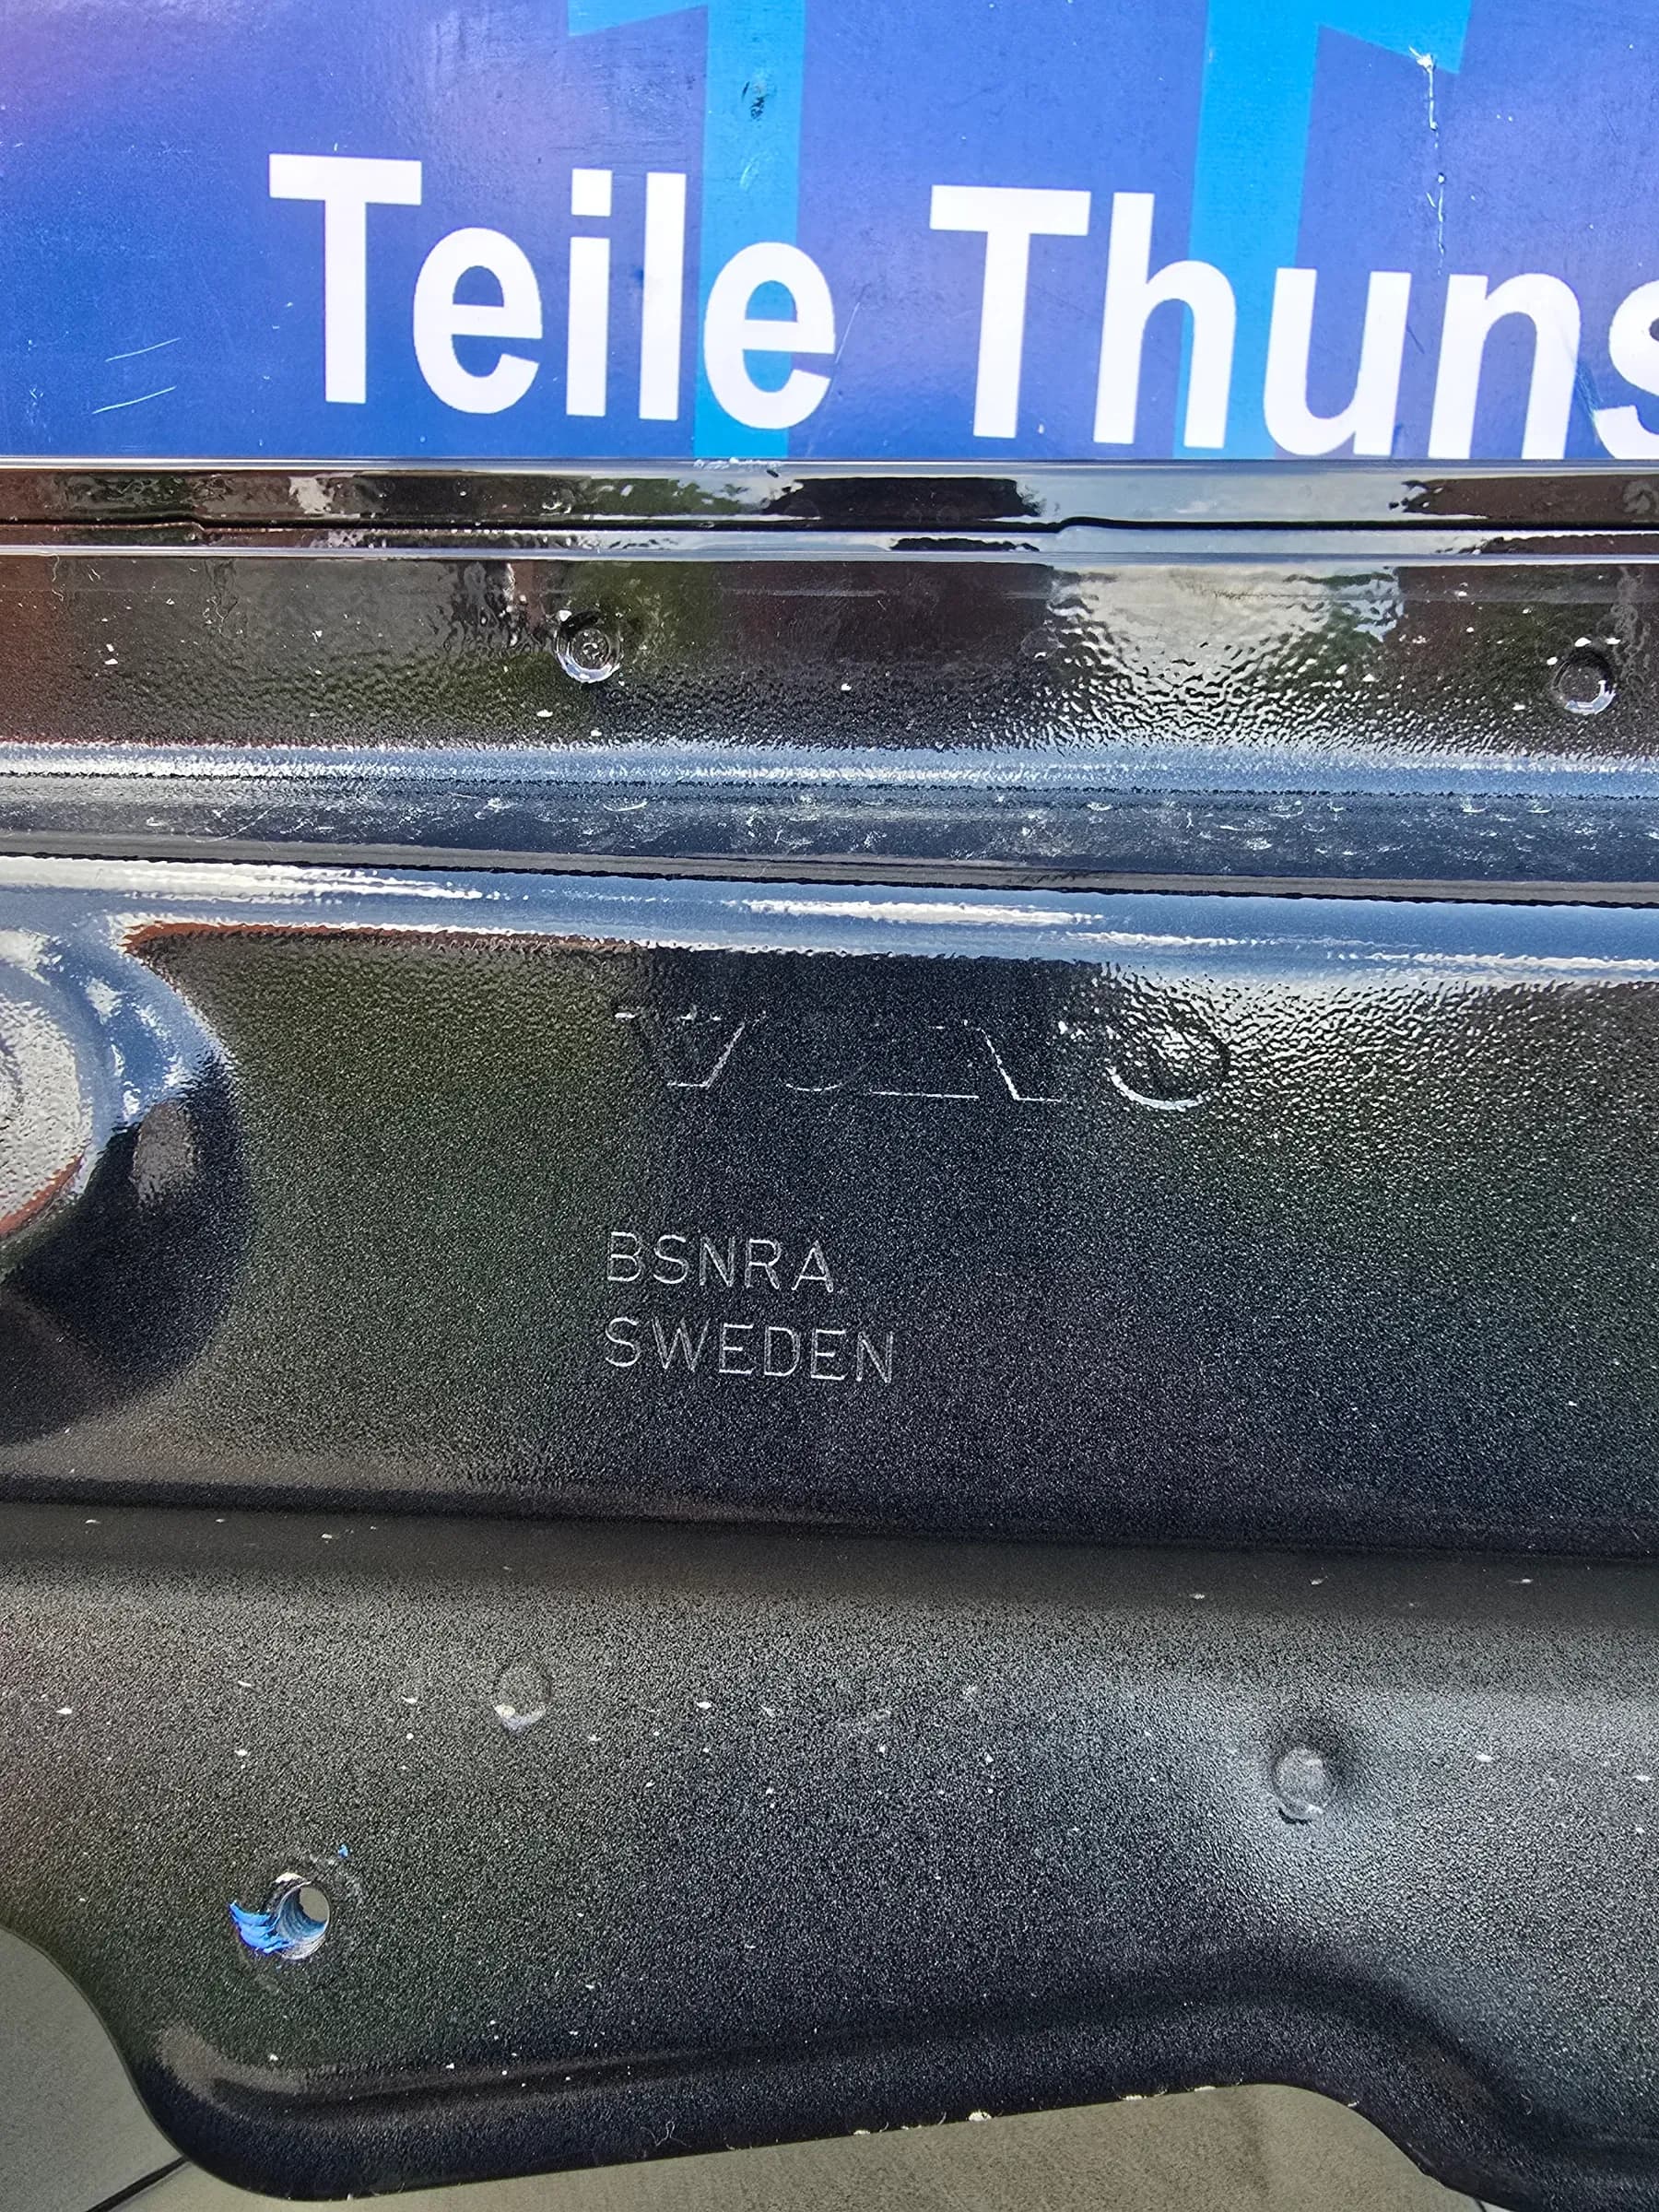 Teile Thuns
VOLVO
BSNRA
SWEDEN